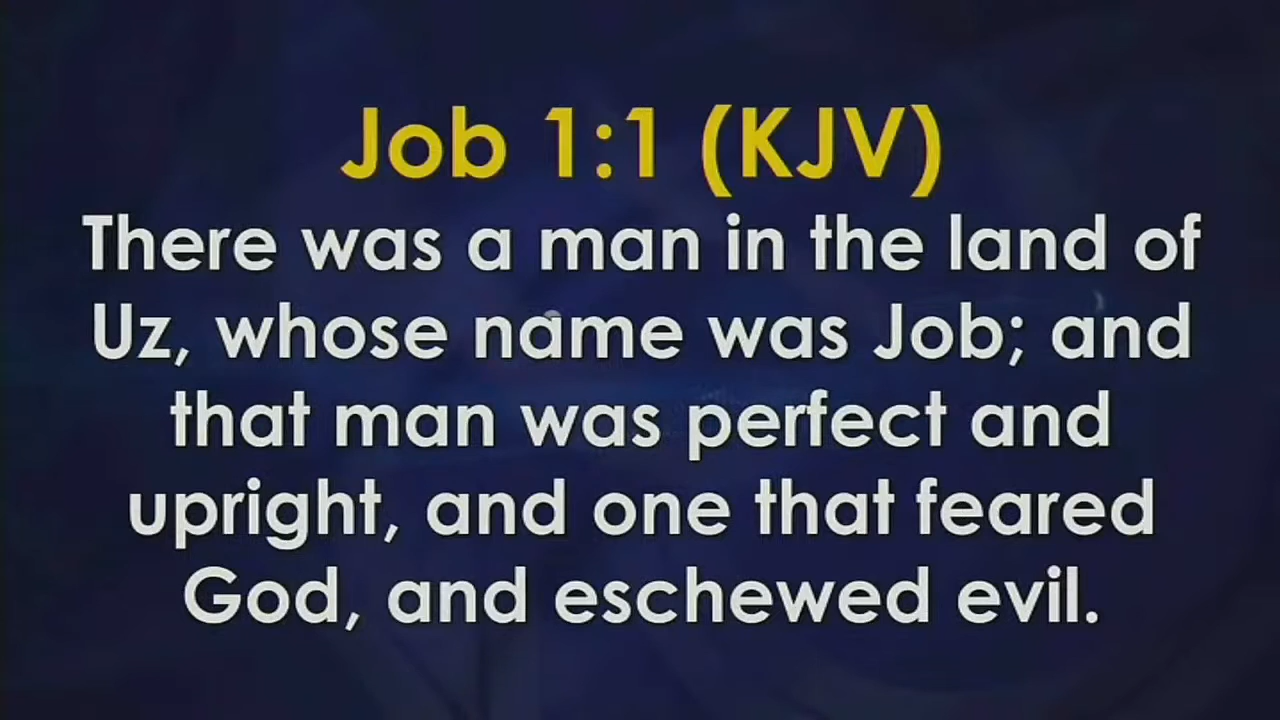 Job 1:1 (KJV)
There was a man in the land of
Uz, whose name was Job; and
that man was perfect and
upright, and one that feared
God, and eschewed evil.